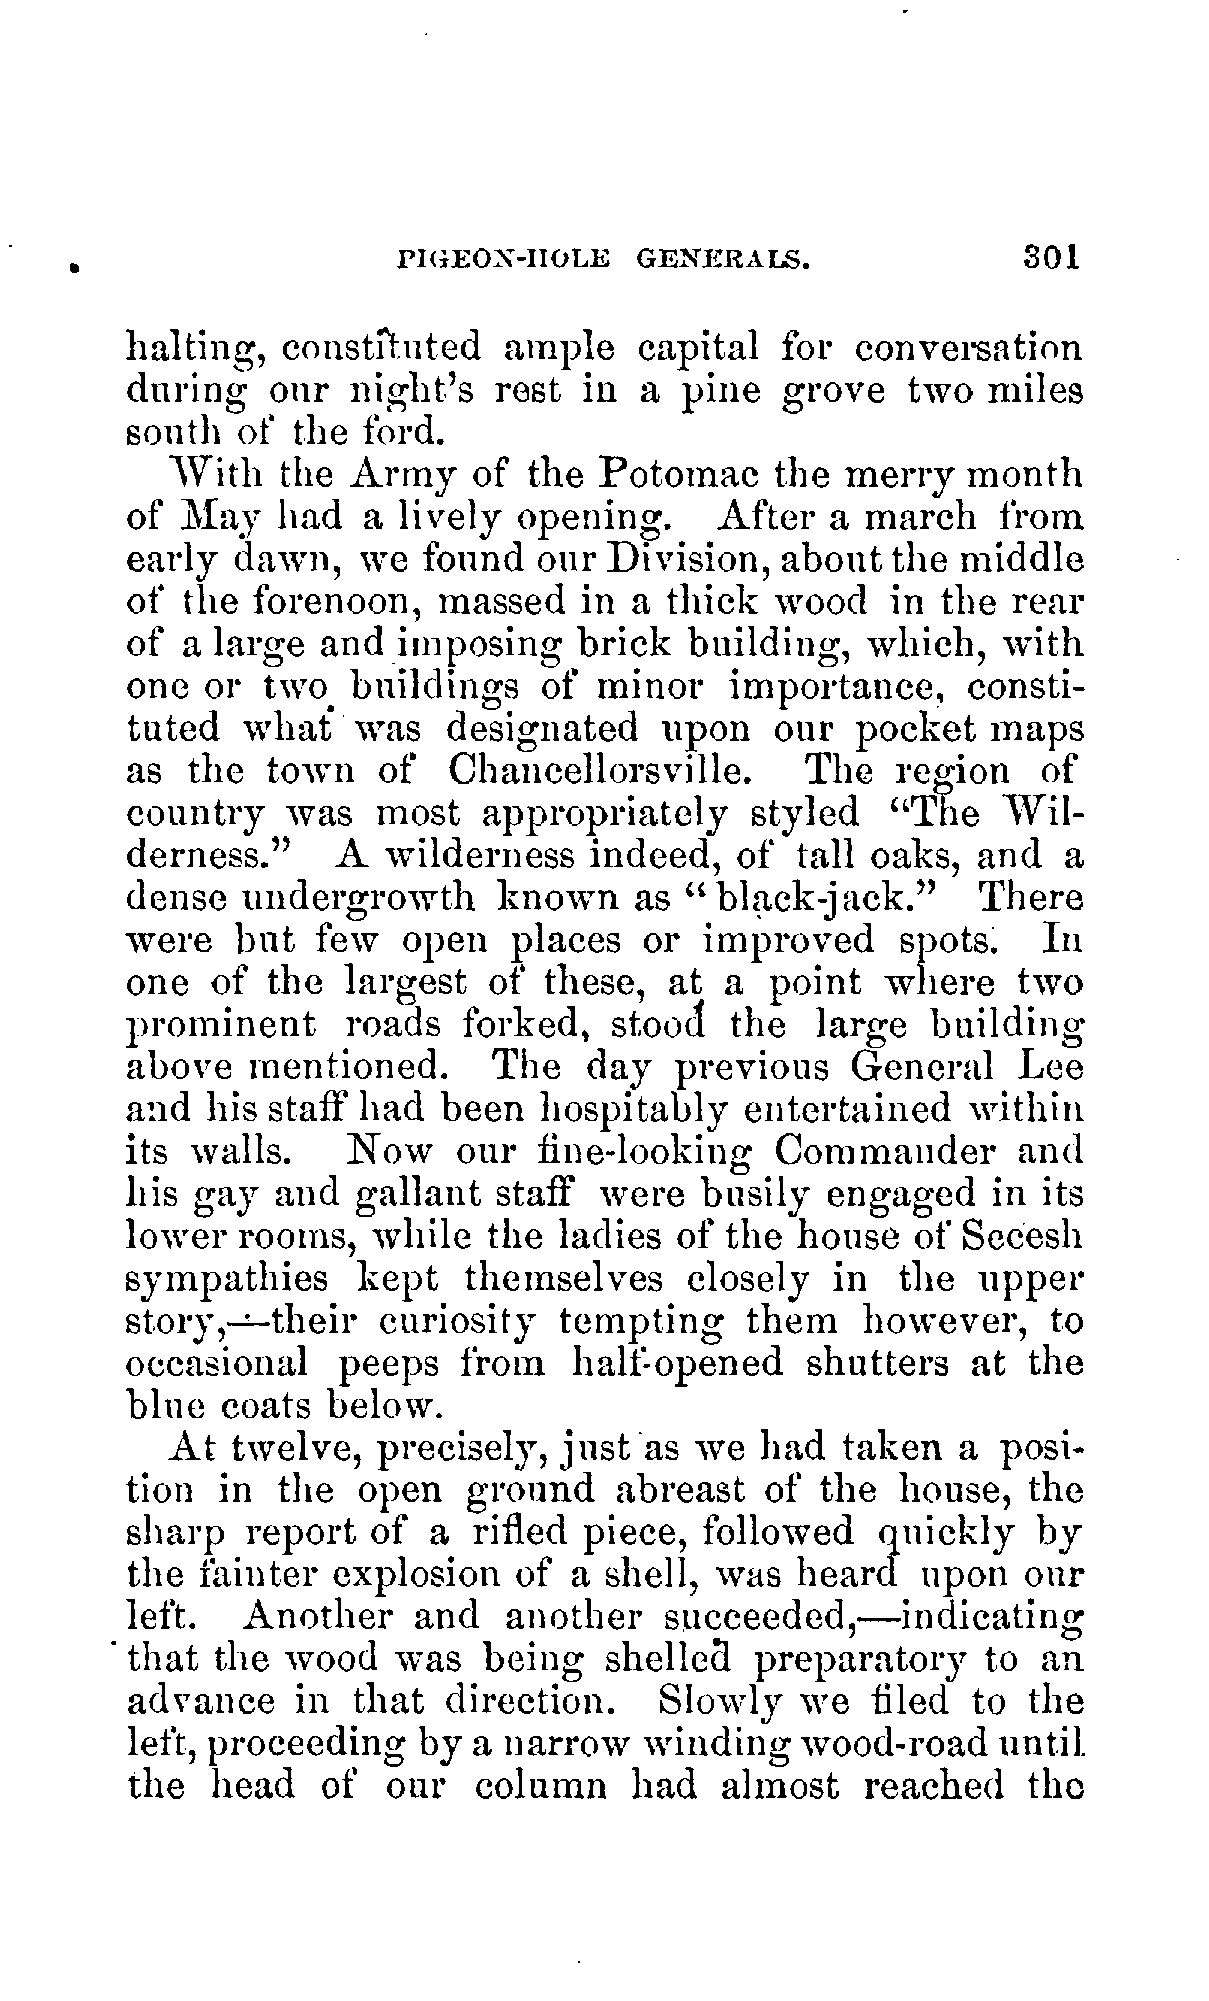 PIGEON-HOLE GENERALS. 301
halting, constituted ample capital for conversation
during our night's rest in a pine grove two miles
south of the ford.
With the Army of the Potomac the merry month
of May had a lively opening. After a march from
early dawn, we found our Division, about the middle
of the forenoon, massed in a thick wood in the rear
of a large and imposing brick building, which, with
one or two buildings of minor importance, consti-
tuted what was designated upon our pocket maps
as the town of Chancellorsville. The region of
country was most appropriately styled "The Wil-
derness." A wilderness indeed, of tall oaks, and a
dense undergrowth known as "black-jack." There
were but few open places or improved spots. In
one of the largest of these, at a point where two
prominent roads forked, stood the large building
above mentioned. The day previous General Lee
and his staff had been hospitably entertained within
its walls. Now our fine-looking Commander and
his gay and gallant staff were busily engaged in its
lower rooms, while the ladies of the house of Secesh
sympathies kept themselves closely in the upper
story,—their curiosity tempting them however, to
occasional peeps from half-opened shutters at the
blue coats below.
At twelve, precisely, just as we had taken a posi-
tion in the open ground abreast of the house, the
sharp report of a rifled piece, followed quickly by
the fainter explosion of a shell, was heard upon our
left. Another and another succeeded,—indicating
that the wood was being shelled preparatory to an
advance in that direction. Slowly we filed to the
left, proceeding by a narrow winding wood-road until
the head of our column had almost reached the